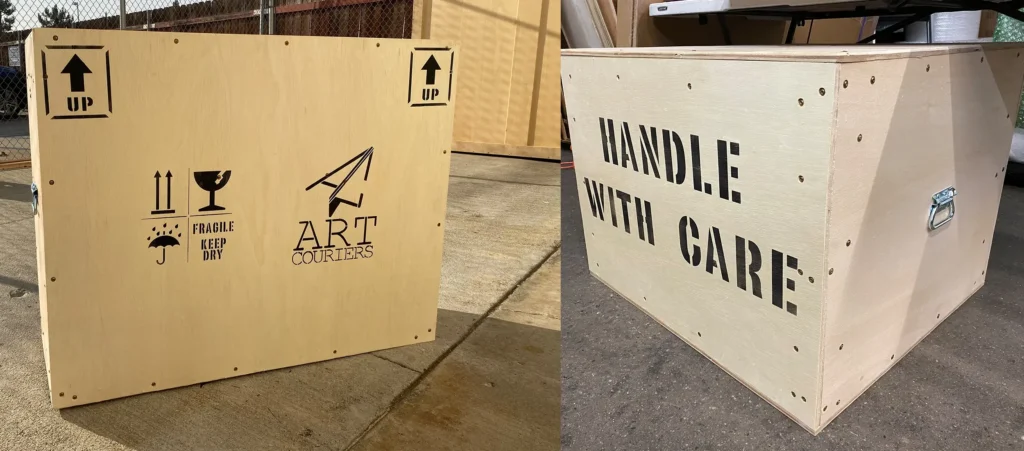 UP
UP
FRAGILE
KEEP
DRY
ART
COURIERS
HANDLE
WITH CARE